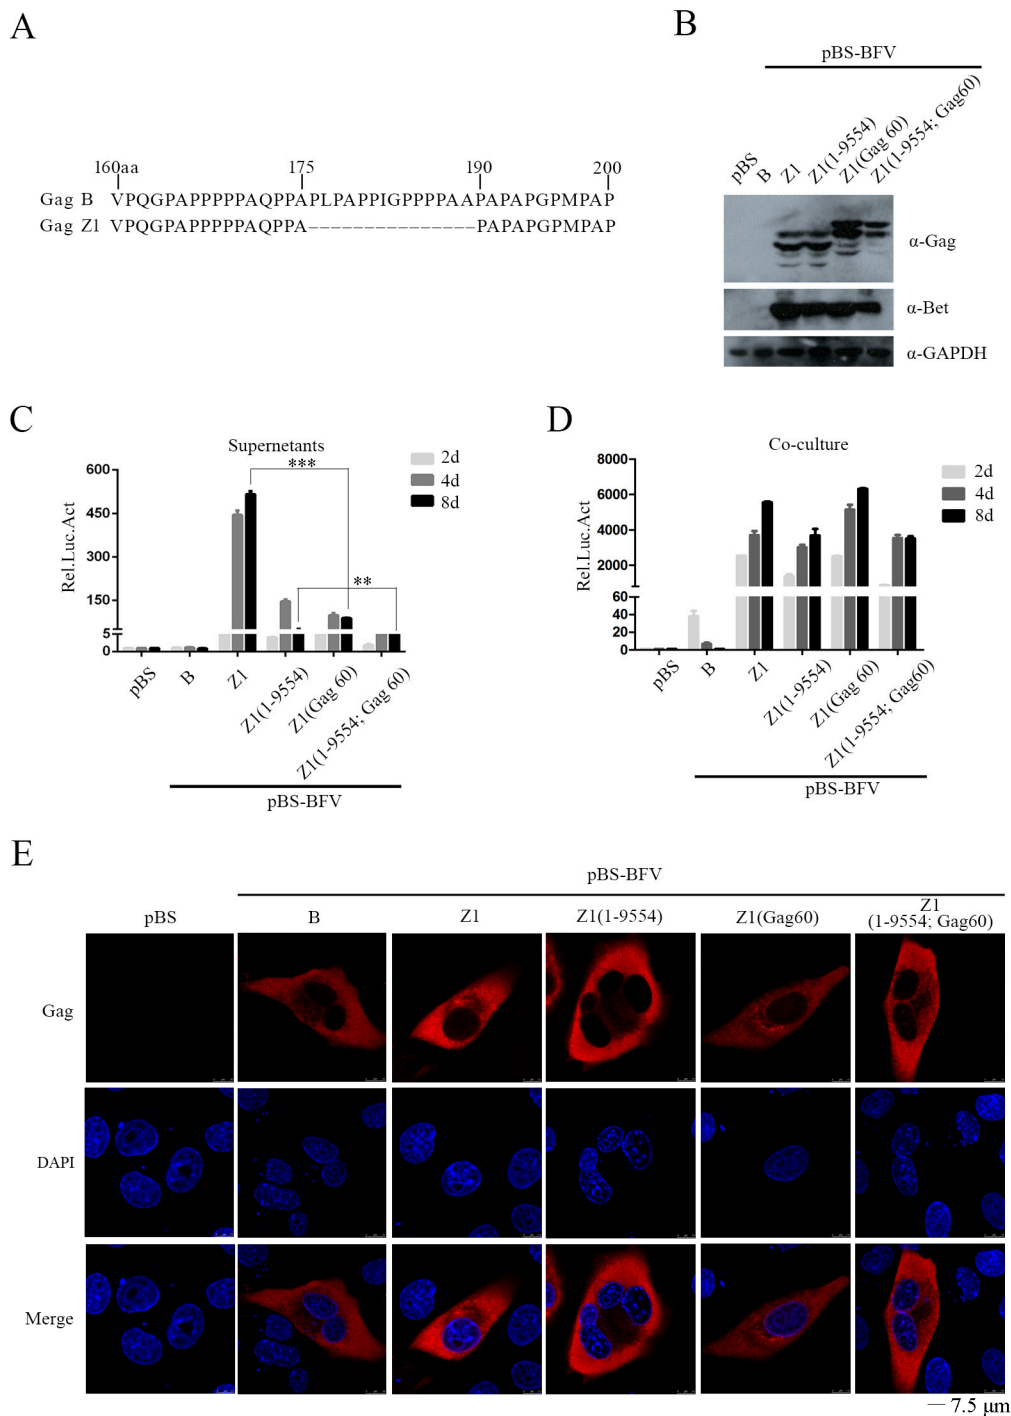 A
160aa 175 190 200
Gag B VPQGPAPPPPPAQPPAPLPAPPIGPPPPAAPAPAPGPMPAP
Gag Z1 VPQGPAPPPPPAQPPA---------------PAPAPGPMPAP
B
pBS-BFV
pBS
B
Z1
Z1(1-9554)
Z1(Gag 60)
Z1(1-9554; Gag60)
α-Gag
α-Bet
α-GAPDH
C
Supernetants
Rel.Luc.Act
600
450
300
150
5
0
***
**
2d
4d
8d
pBS
B
Z1
Z1(1-9554)
Z1(Gag 60)
Z1(1-9554; Gag 60)
pBS-BFV
D
Co-culture
Rel.Luc.Act
8000
6000
4000
2000
60
40
20
0
2d
4d
8d
pBS
B
Z1
Z1(1-9554)
Z1(Gag 60)
Z1(1-9554; Gag60)
pBS-BFV
E
pBS-BFV
pBS B Z1 Z1(1-9554) Z1(Gag60) Z1
(1-9554; Gag60)
Gag
DAPI
Merge
7.5 μm